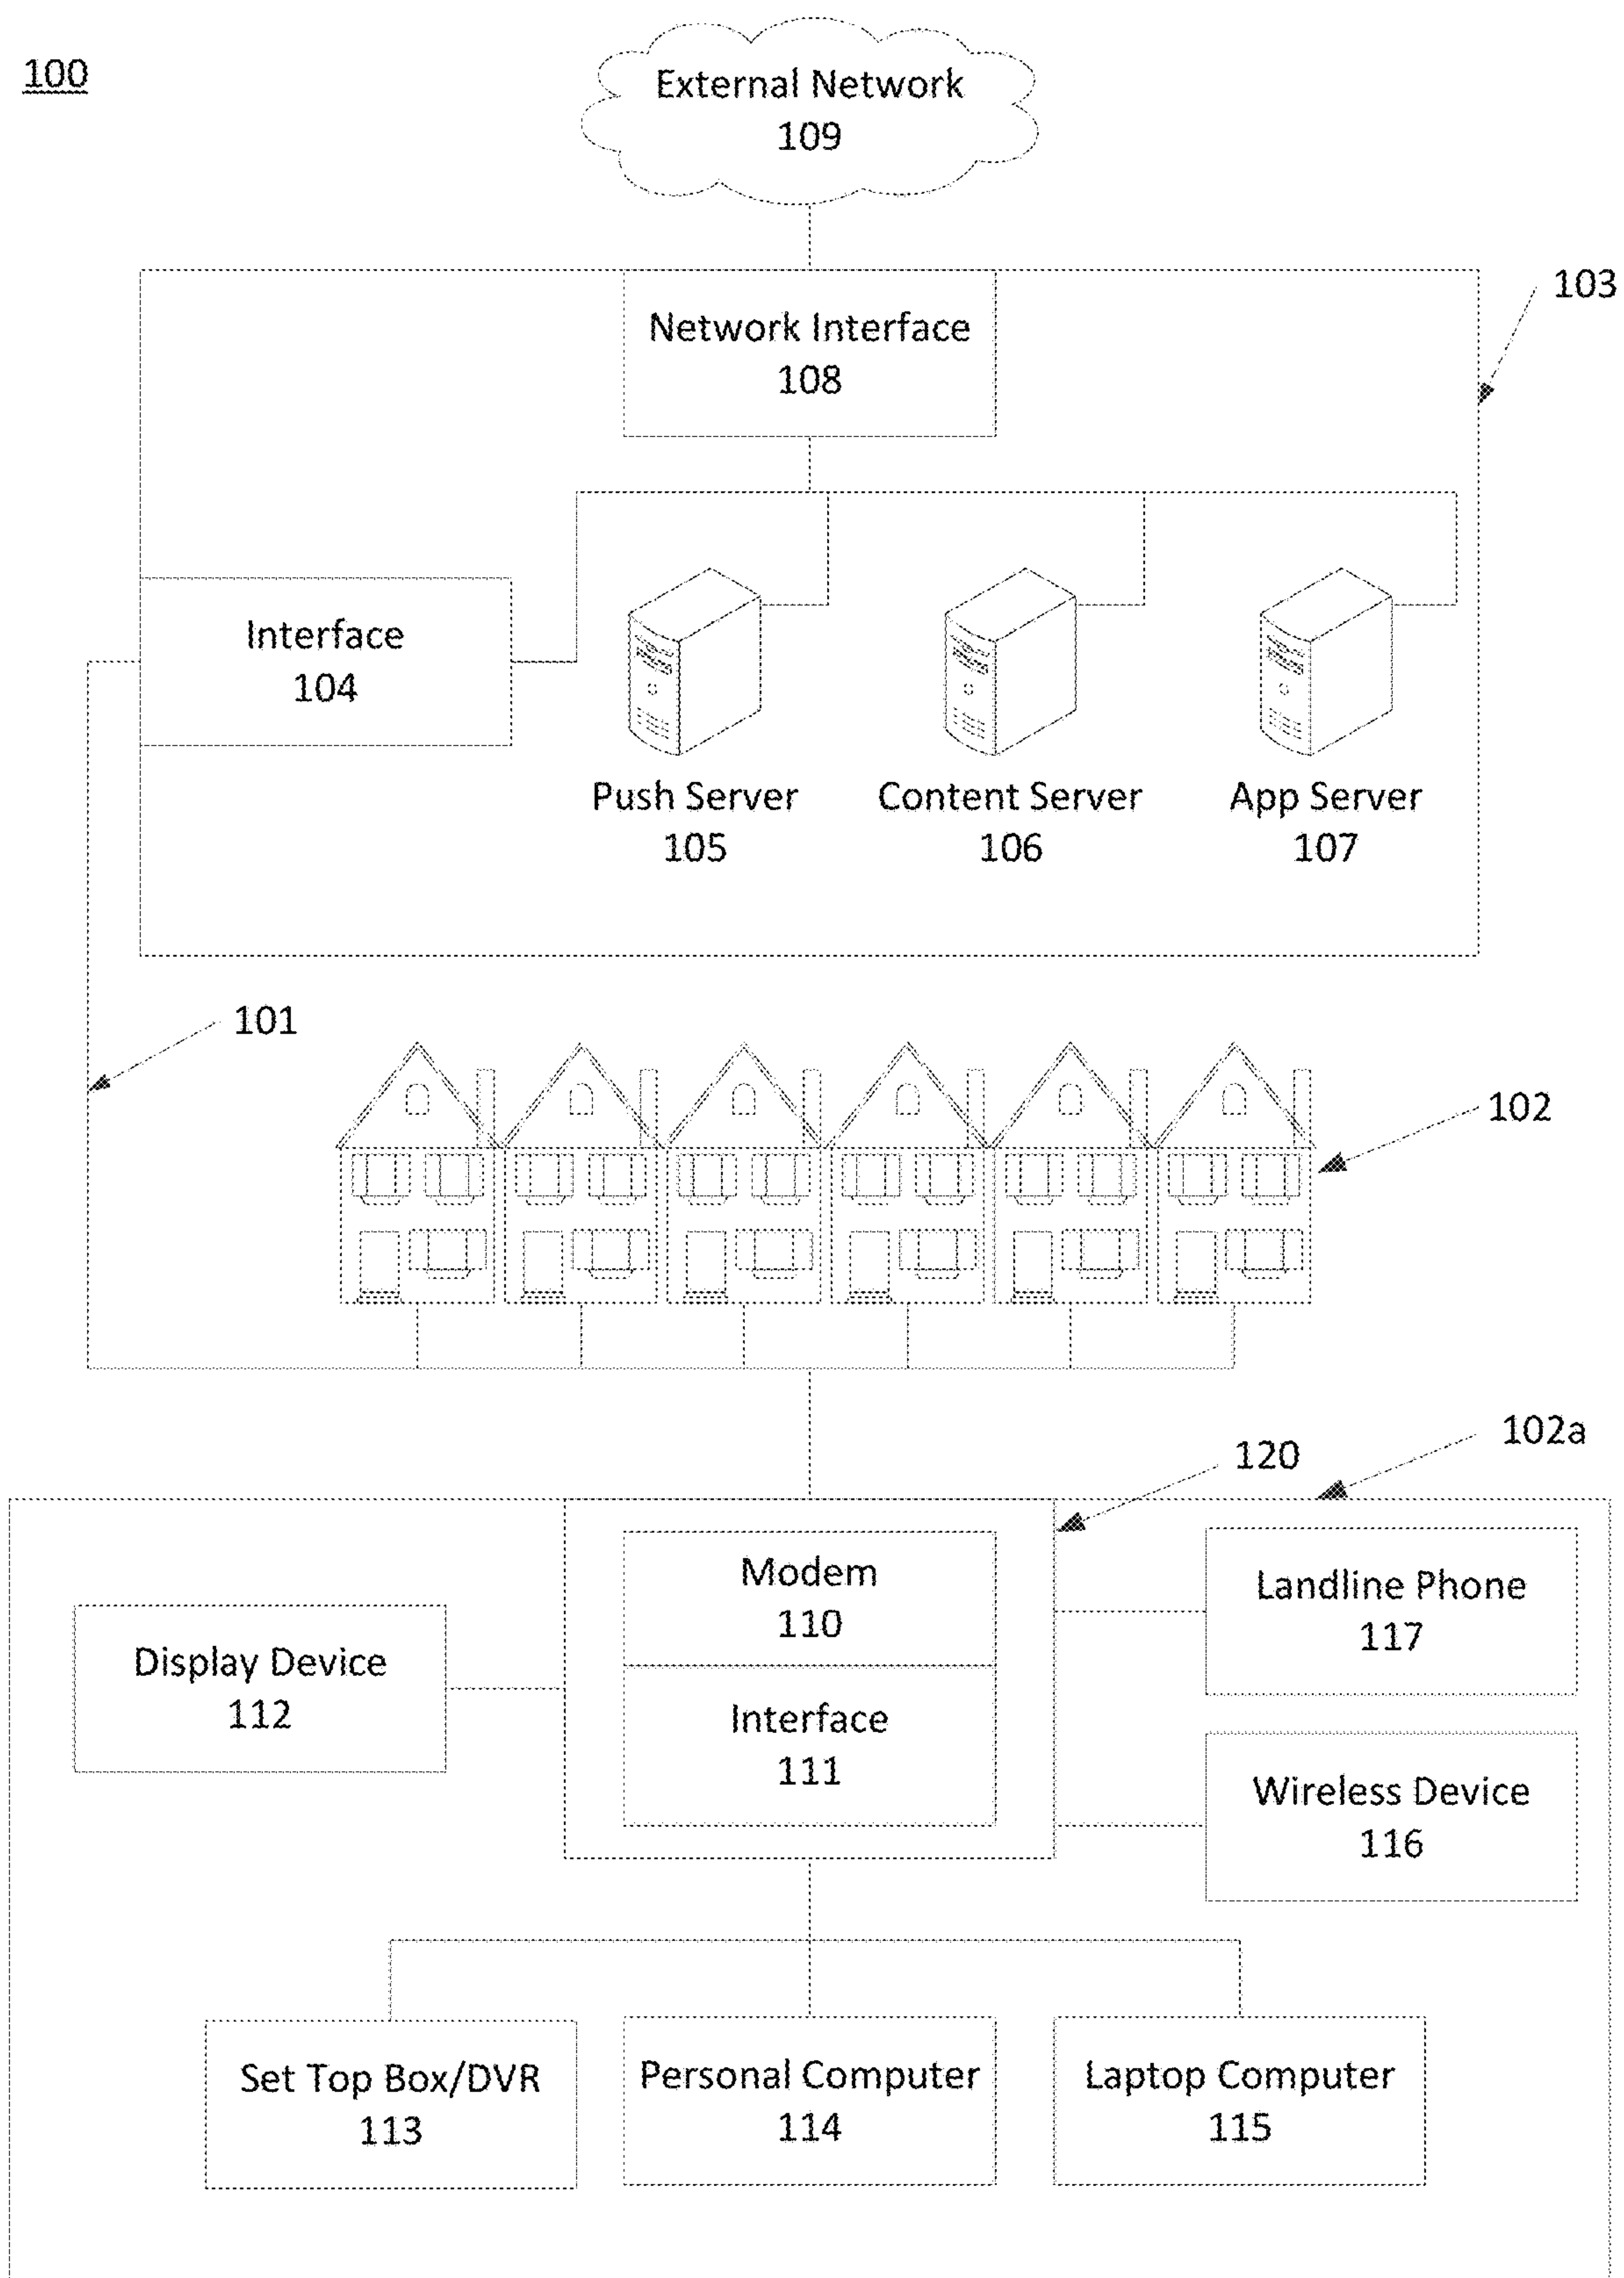 100
External Network
109
103
Network Interface
108
Interface
104
Push Server
105
Content Server
106
App Server
107
101
102
102a
120
Modem
110
Landline Phone
117
Display Device
112
Interface
111
Wireless Device
116
Set Top Box/DVR
113
Personal Computer
114
Laptop Computer
115